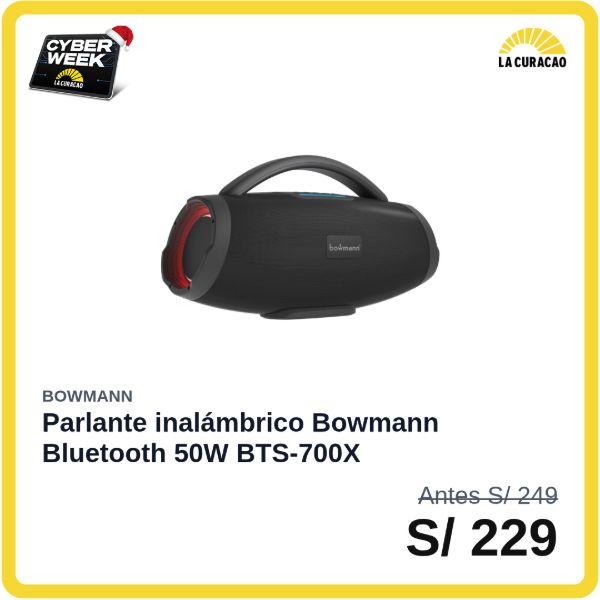 CYBER
WEEK
LA CURACAO
LA CURACAO
bowmann
BOWMANN
Parlante inalámbrico Bowmann
Bluetooth 50W BTS-700X
Antes S/ 249
S/ 229